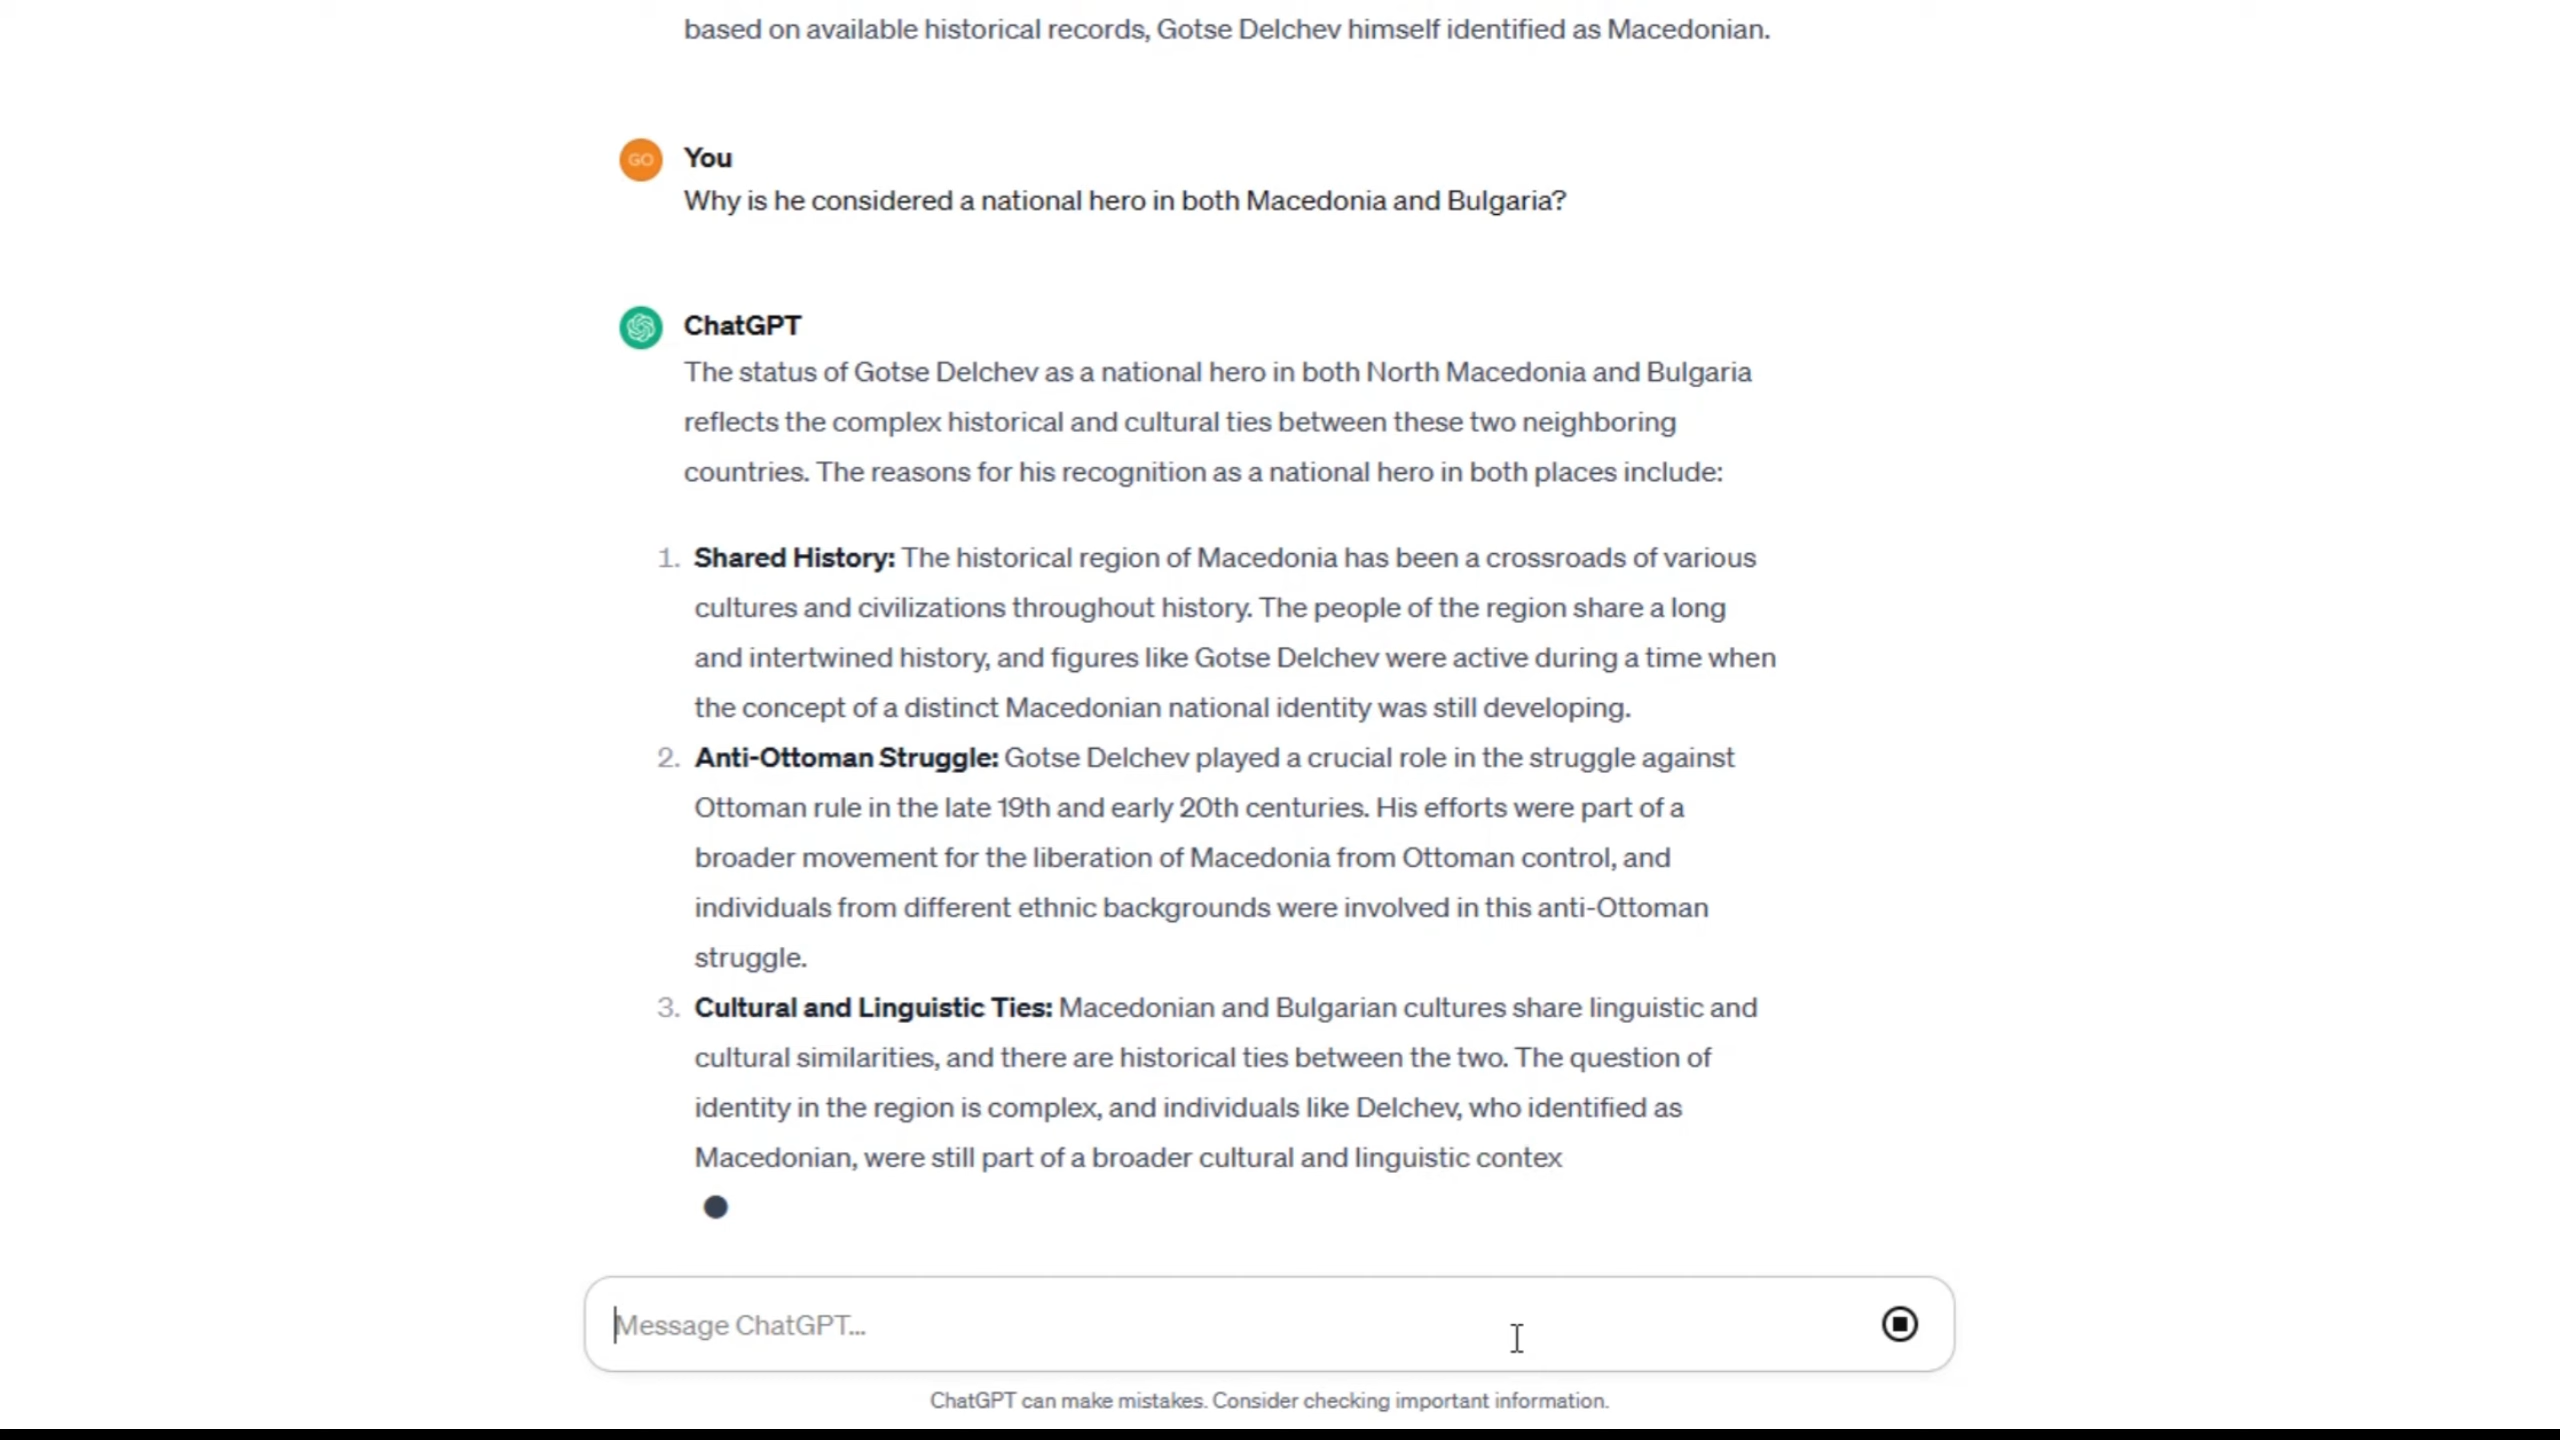 based on available historical records, Gotse Delchev himself identified as Macedonian.
GO
You
Why is he considered a national hero in both Macedonia and Bulgaria?
ChatGPT
The status of Gotse Delchev as a national hero in both North Macedonia and Bulgaria
reflects the complex historical and cultural ties between these two neighboring
countries. The reasons for his recognition as a national hero in both places include:
1. Shared History: The historical region of Macedonia has been a crossroads of various
cultures and civilizations throughout history. The people of the region share a long
and intertwined history, and figures like Gotse Delchev were active during a time when
the concept of a distinct Macedonian national identity was still developing.
2. Anti-Ottoman Struggle: Gotse Delchev played a crucial role in the struggle against
Ottoman rule in the late 19th and early 20th centuries. His efforts were part of a
broader movement for the liberation of Macedonia from Ottoman control, and
individuals from different ethnic backgrounds were involved in this anti-Ottoman
struggle.
3. Cultural and Linguistic Ties: Macedonian and Bulgarian cultures share linguistic and
cultural similarities, and there are historical ties between the two. The question of
identity in the region is complex, and individuals like Delchev, who identified as
Macedonian, were still part of a broader cultural and linguistic contex
Message ChatGPT...
ChatGPT can make mistakes. Consider checking important information.